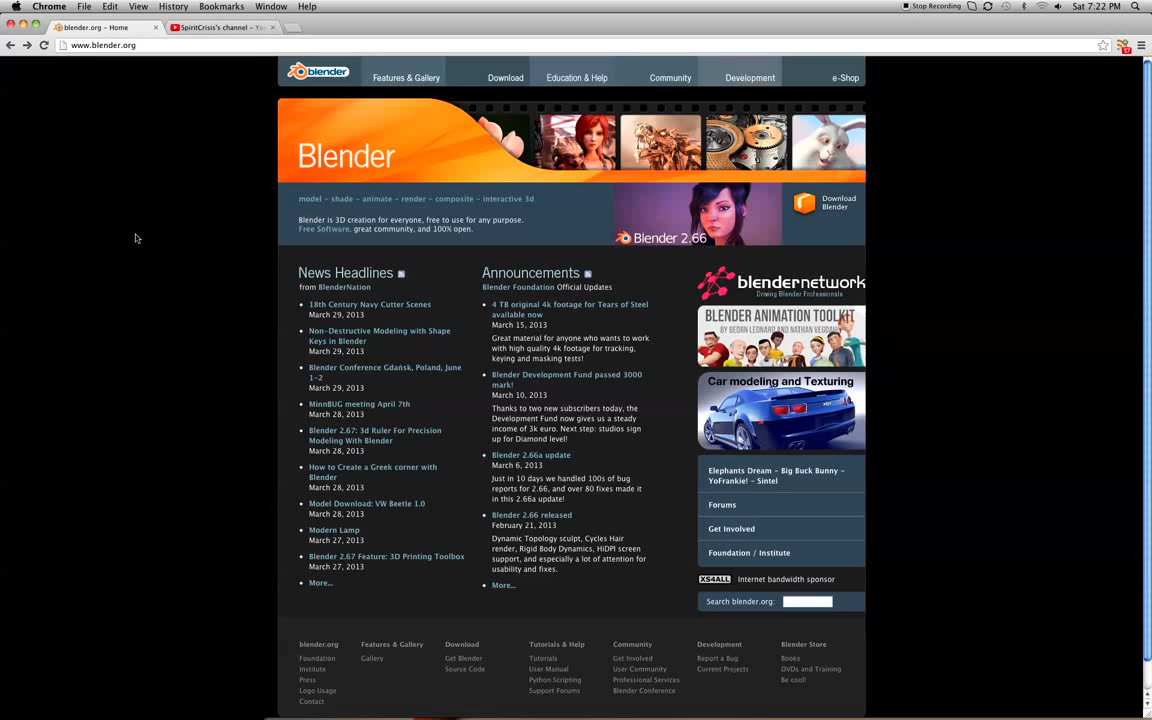 Chrome File Edit View History Bookmarks Window Help
Stop Recording
Sat 7:22 PM
blender.org - Home
SpiritCrisis's channel - Yo
www.blender.org
37
blender
Features & Gallery
Download
Education & Help
Community
Development
e-Shop
Blender
model - shade - animate - render - composite - interactive 3d
Blender is 3D creation for everyone, free to use for any purpose.
Free Software, great community, and 100% open.
Blender 2.66
Download
Blender
News Headlines
from BlenderNation
18th Century Navy Cutter Scenes
March 29, 2013
Non-Destructive Modeling with Shape
Keys in Blender
March 29, 2013
Blender Conference Gdańsk, Poland, June
1-2
March 29, 2013
MinnBUG meeting April 7th
March 28, 2013
Blender 2.67: 3d Ruler For Precision
Modeling With Blender
March 28, 2013
How to Create a Greek corner with
Blender
March 28, 2013
Model Download: VW Beetle 1.0
March 28, 2013
Modern Lamp
March 27, 2013
Blender 2.67 Feature: 3D Printing Toolbox
March 27, 2013
More...
Announcements
Blender Foundation Official Updates
4 TB original 4k footage for Tears of Steel
available now
March 15, 2013
Great material for anyone who wants to work
with high quality 4k footage for tracking,
keying and masking tests!
Blender Development Fund passed 3000
mark!
March 10, 2013
Thanks to two new subscribers today, the
Development Fund now gives us a steady
income of 3k euro. Next step: studios sign
up for Diamond level!
Blender 2.66a update
March 6, 2013
Just in 10 days we handled 100s of bug
reports for 2.66, and over 80 fixes made it
in this 2.66a update!
Blender 2.66 released
February 21, 2013
Dynamic Topology sculpt, Cycles Hair
render, Rigid Body Dynamics, HiDPI screen
support, and especially a lot of attention for
usability and fixes.
More...
blendernetwork
Driving Blender Professionals
BLENDER ANIMATION TOOLKIT
BY BEORN LEONARD AND NATHAN VEGDAHL
Car modeling and Texturing
Elephants Dream - Big Buck Bunny -
YoFrankie! - Sintel
Forums
Get Involved
Foundation / Institute
XS4ALL Internet bandwidth sponsor
Search blender.org:
blender.org
Foundation
Institute
Press
Logo Usage
Contact
Features & Gallery
Gallery
Download
Get Blender
Source Code
Tutorials & Help
Tutorials
User Manual
Python Scripting
Support Forums
Community
Get Involved
User Community
Professional Services
Blender Conference
Development
Report a Bug
Current Projects
Blender Store
Books
DVDs and Training
Be cool!